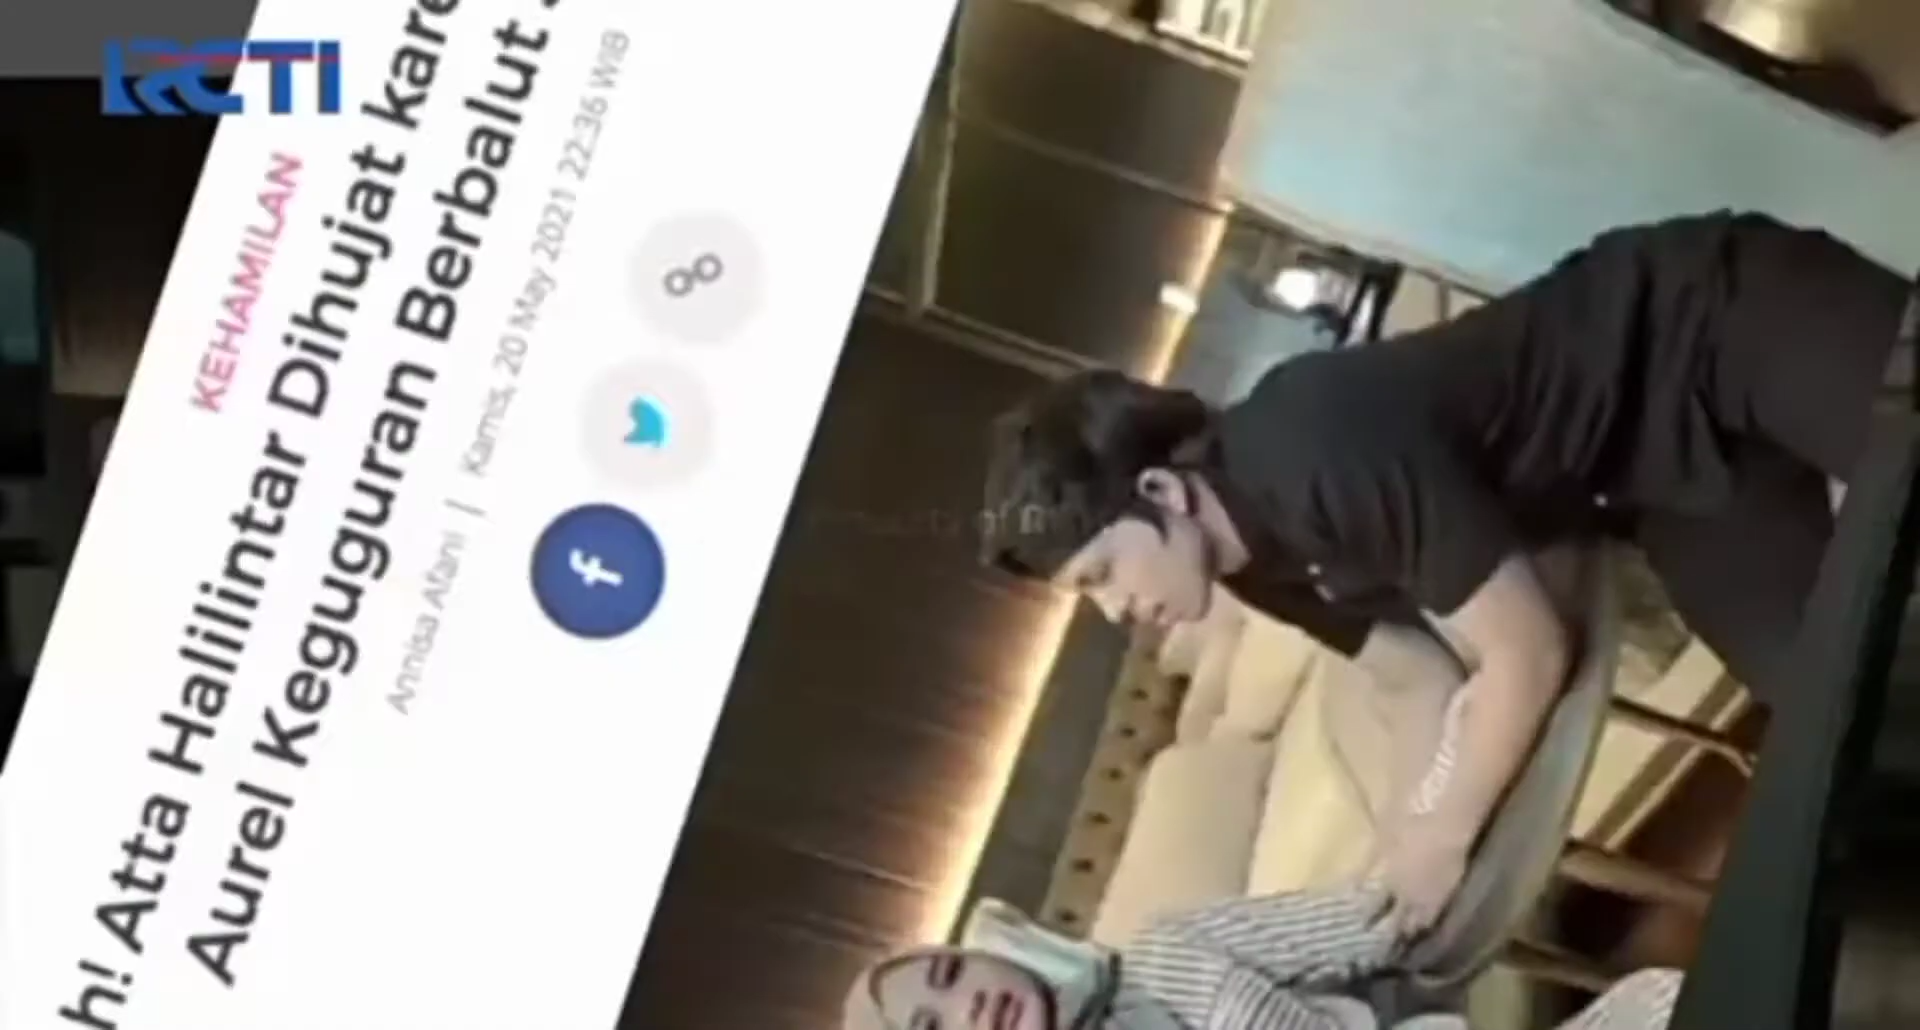 RCTI
KEHAMILAN
h! Atta Halilintar Dihujat kare
Aurel Keguguran Berbalut
Annisa Afani | Kamis, 20 May 2021 22:36 WIB
f